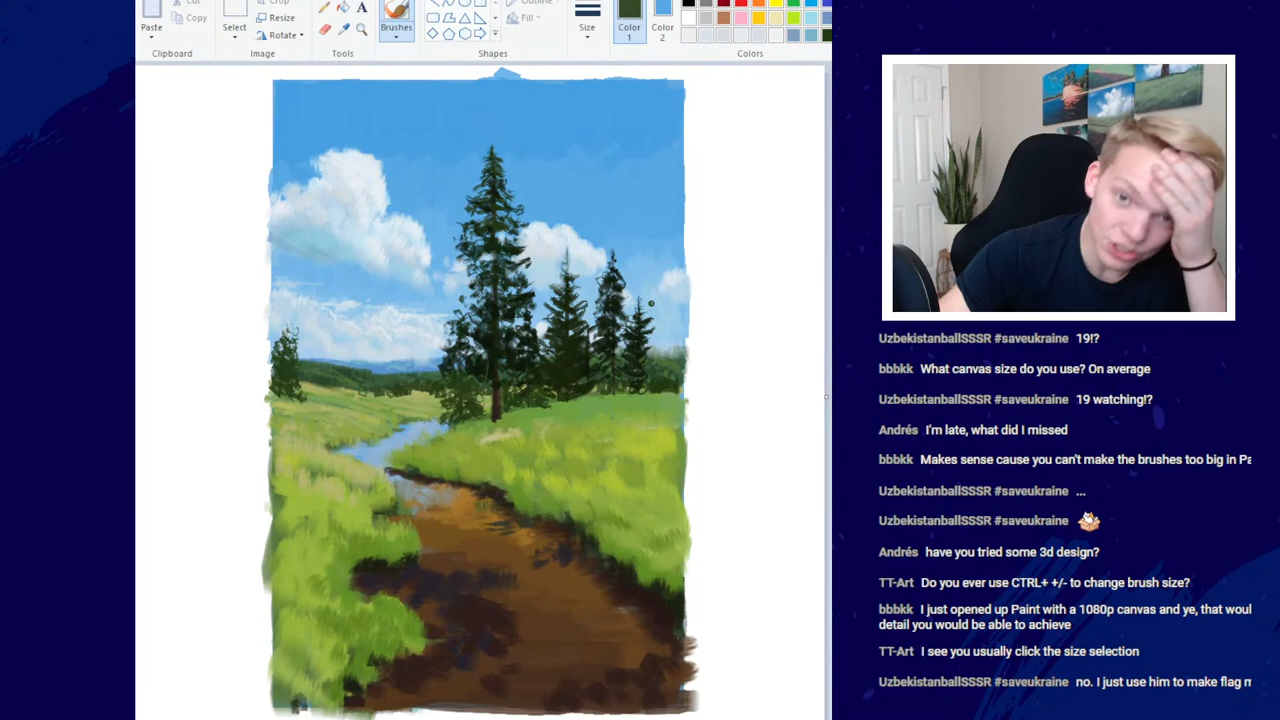 Cut
Crop
Outline
Copy
Resize
Fill
Paste
Select
Rotate
Brushes
Size
Color
1
Color
2
A
Clipboard
Image
Tools
Shapes
Colors
UzbekistanballSSSR #saveukraine 19!?
bbbkk What canvas size do you use? On average
UzbekistanballSSSR #saveukraine 19 watching!?
Andrés I'm late, what did I missed
bbbkk Makes sense cause you can't make the brushes too big in Pa
UzbekistanballSSSR #saveukraine ...
UzbekistanballSSSR #saveukraine
Andrés have you tried some 3d design?
TT-Art Do you ever use CTRL+ +/- to change brush size?
bbbkk I just opened up Paint with a 1080p canvas and ye, that woul
detail you would be able to achieve
TT-Art I see you usually click the size selection
UzbekistanballSSSR #saveukraine no. I just use him to make flag m